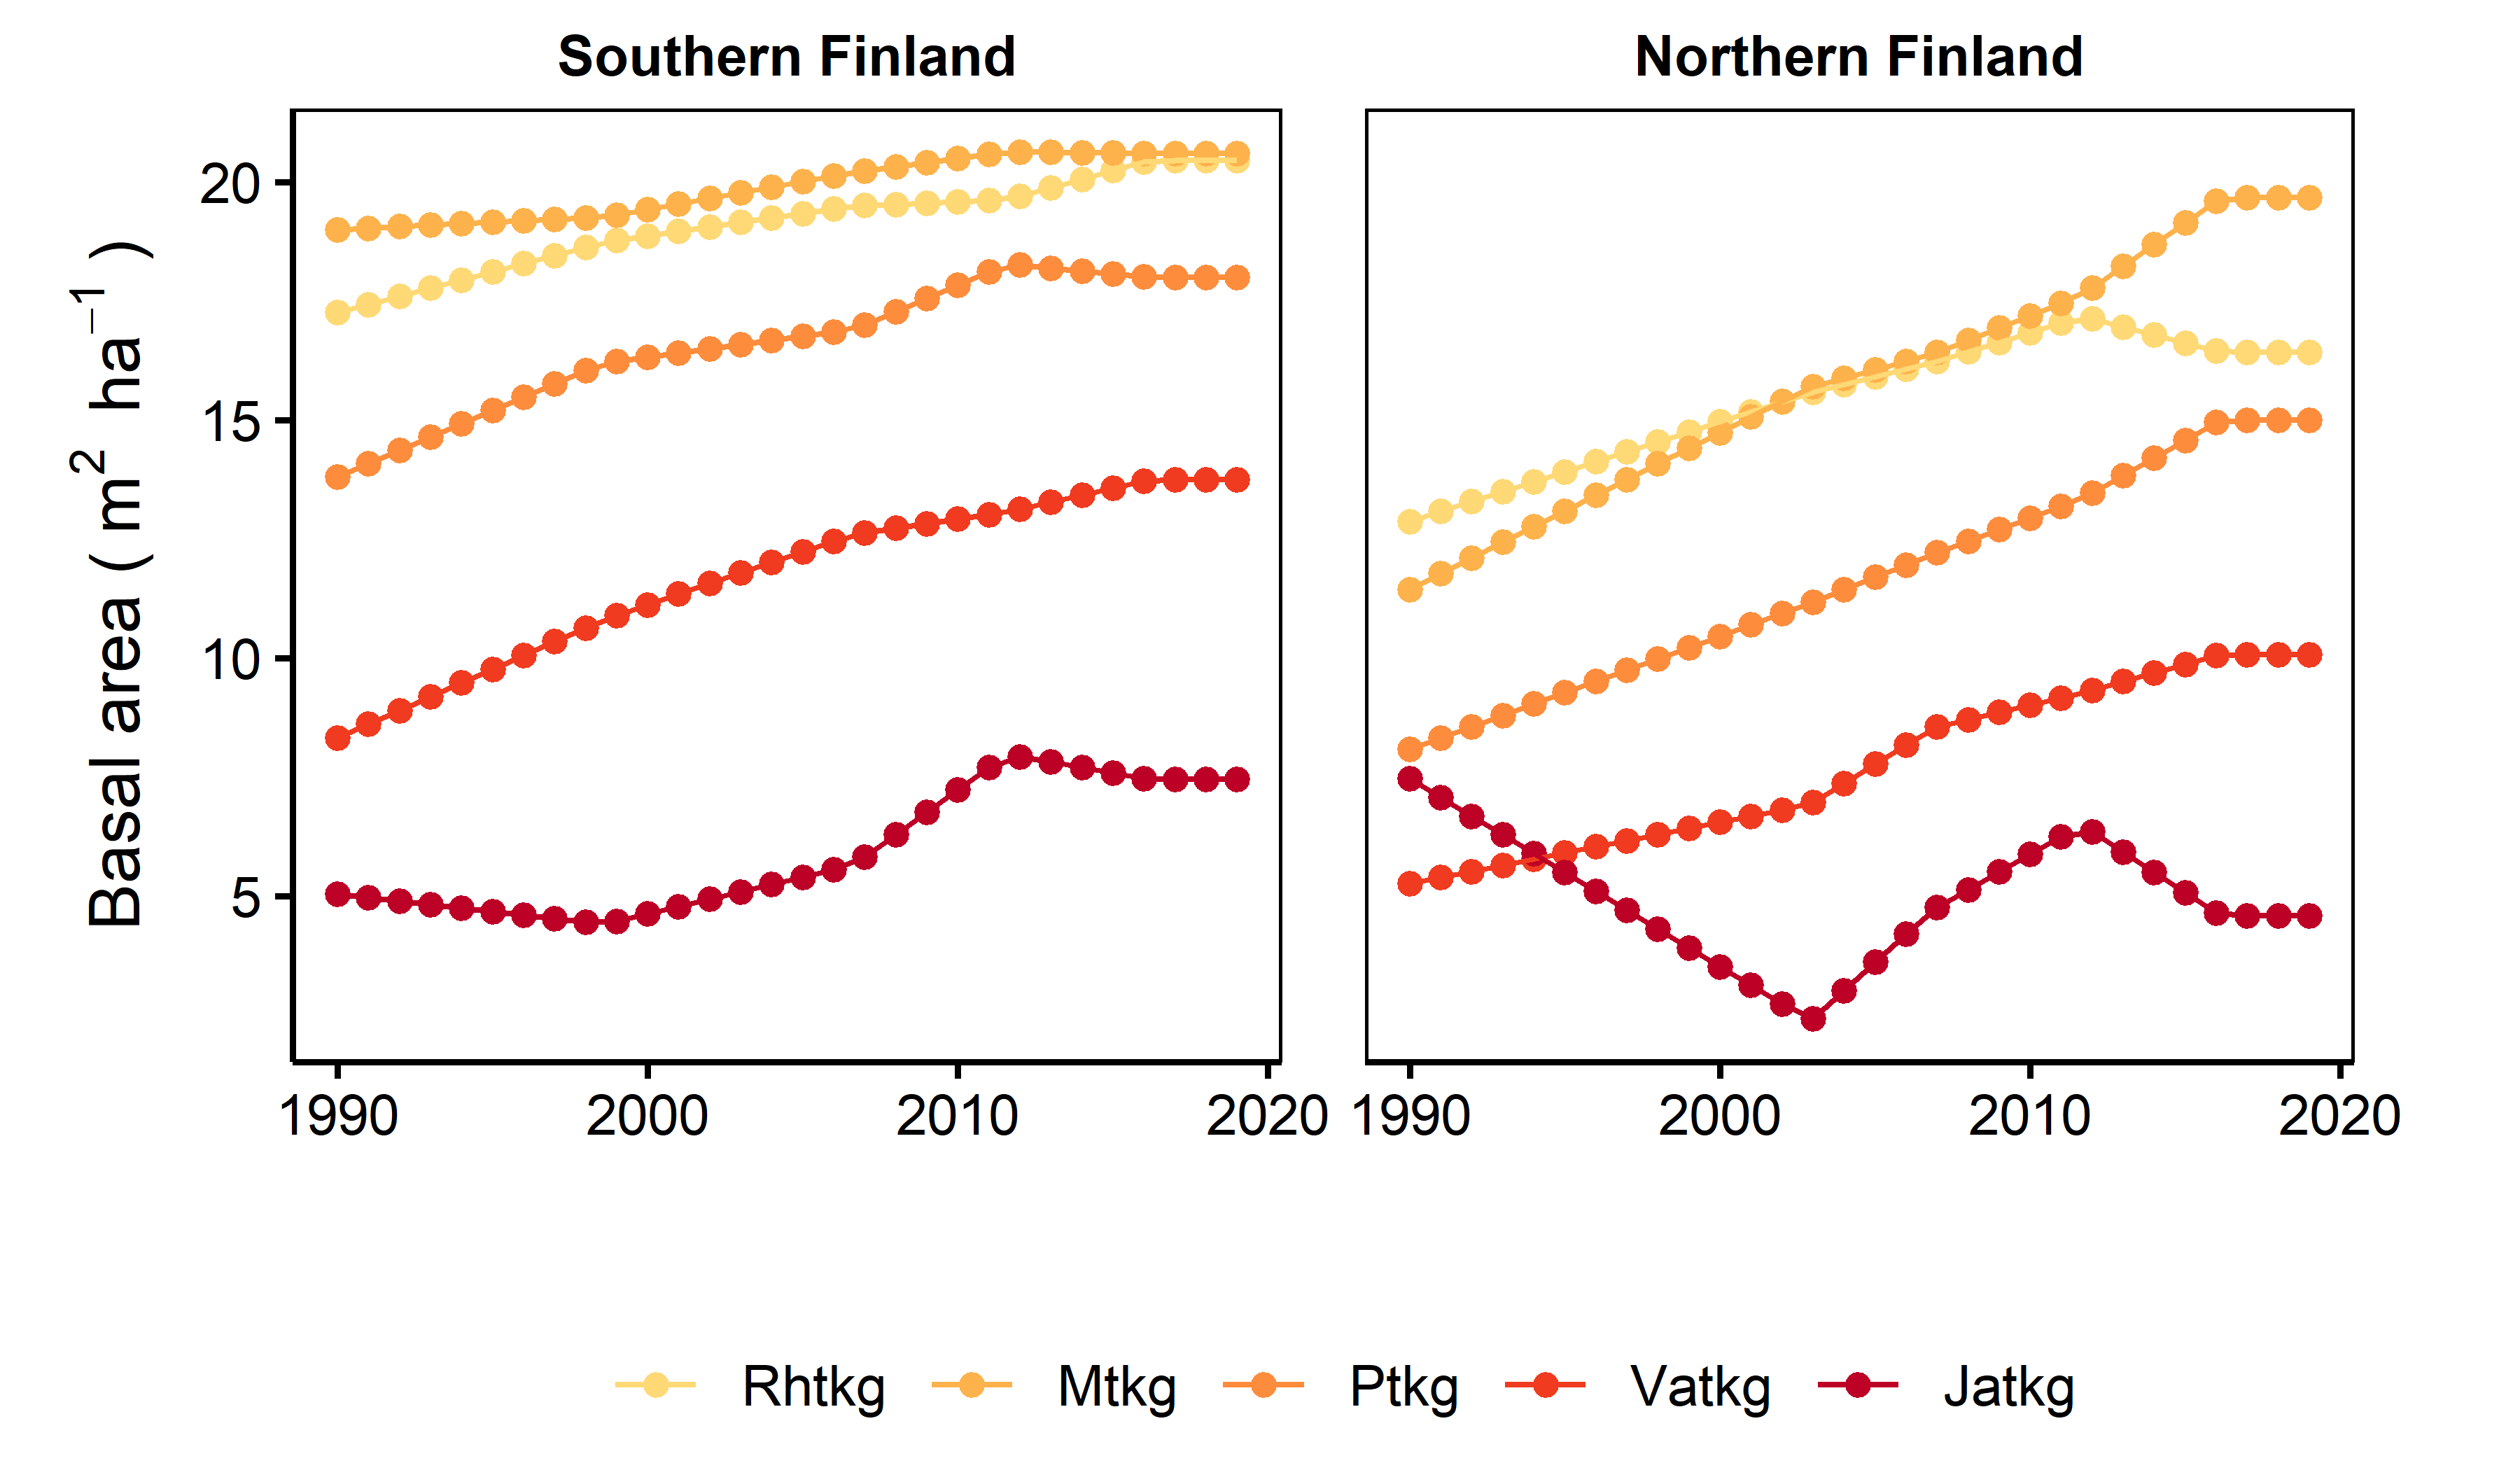 Southern Finland
Northern Finland
Basal area ( m² ha⁻¹ )
20
15
10
5
1990 2000 2010 2020
1990 2000 2010 2020
Rhtkg Mtkg Ptkg Vatkg Jatkg